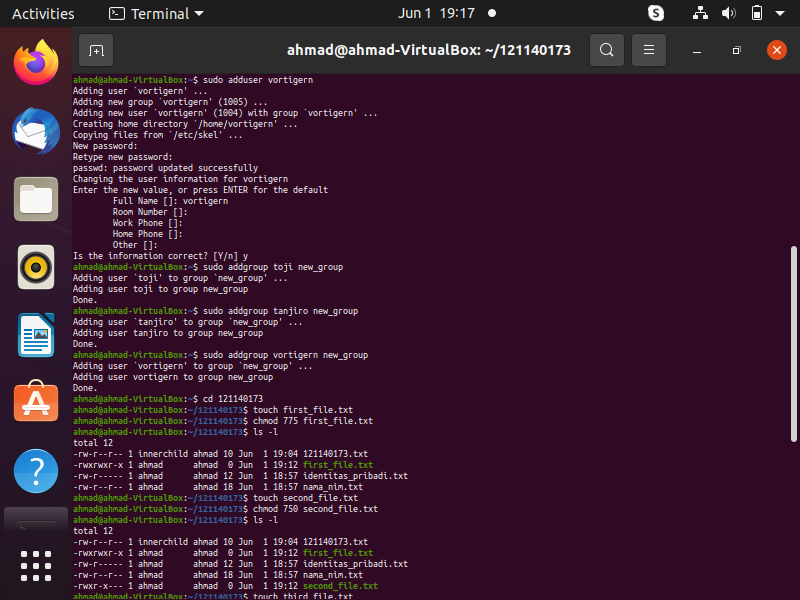 Activities
Terminal
Jun 1 19:17
S
ahmad@ahmad-VirtualBox: ~/121140173
ahmad@ahmad-VirtualBox:~$ sudo adduser vortigern
Adding user `vortigern' ...
Adding new group `vortigern' (1005) ...
Adding new user `vortigern' (1004) with group `vortigern' ...
Creating home directory `/home/vortigern' ...
Copying files from `/etc/skel' ...
New password:
Retype new password:
passwd: password updated successfully
Changing the user information for vortigern
Enter the new value, or press ENTER for the default
Full Name []: vortigern
Room Number []:
Work Phone []:
Home Phone []:
Other []:
Is the information correct? [Y/n] y
ahmad@ahmad-VirtualBox:~$ sudo addgroup toji new_group
Adding user `toji' to group `new_group' ...
Adding user toji to group new_group
Done.
ahmad@ahmad-VirtualBox:~$ sudo addgroup tanjiro new_group
Adding user `tanjiro' to group `new_group' ...
Adding user tanjiro to group new_group
Done.
ahmad@ahmad-VirtualBox:~$ sudo addgroup vortigern new_group
Adding user `vortigern' to group `new_group' ...
Adding user vortigern to group new_group
Done.
ahmad@ahmad-VirtualBox:~$ cd 121140173
ahmad@ahmad-VirtualBox:~/121140173$ touch first_file.txt
ahmad@ahmad-VirtualBox:~/121140173$ chmod 775 first_file.txt
ahmad@ahmad-VirtualBox:~/121140173$ ls -l
total 12
-rw-r--r-- 1 innerchild ahmad 10 Jun  1 19:04 121140173.txt
-rwxrwxr-x 1 ahmad      ahmad  0 Jun  1 19:12 first_file.txt
-rw-r----- 1 ahmad      ahmad 12 Jun  1 18:57 identitas_pribadi.txt
-rw-r--r-- 1 ahmad      ahmad 18 Jun  1 18:57 nama_nim.txt
ahmad@ahmad-VirtualBox:~/121140173$ touch second_file.txt
ahmad@ahmad-VirtualBox:~/121140173$ chmod 750 second_file.txt
ahmad@ahmad-VirtualBox:~/121140173$ ls -l
total 12
-rw-r--r-- 1 innerchild ahmad 10 Jun  1 19:04 121140173.txt
-rwxrwxr-x 1 ahmad      ahmad  0 Jun  1 19:12 first_file.txt
-rw-r----- 1 ahmad      ahmad 12 Jun  1 18:57 identitas_pribadi.txt
-rw-r--r-- 1 ahmad      ahmad 18 Jun  1 18:57 nama_nim.txt
-rwxr-x--- 1 ahmad      ahmad  0 Jun  1 19:12 second_file.txt
ahmad@ahmad-VirtualBox:~/121140173$ touch third_file.txt